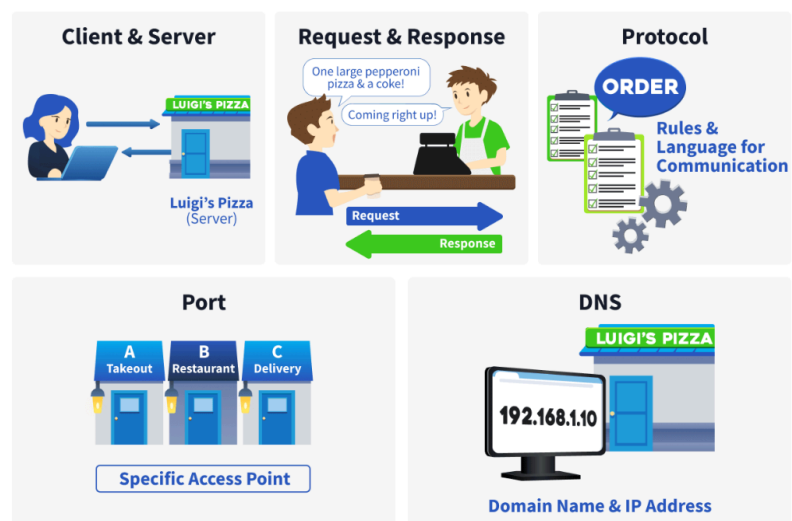 Client & Server
LUIGI'S PIZZA
Luigi's Pizza
(Server)
Request & Response
One large pepperoni
pizza & a coke!
Coming right up!
Request
Response
Protocol
ORDER
Rules &
Language for
Communication
Port
A
Takeout
B
Restaurant
C
Delivery
Specific Access Point
DNS
LUIGI'S PIZZA
192.168.1.10
Domain Name & IP Address